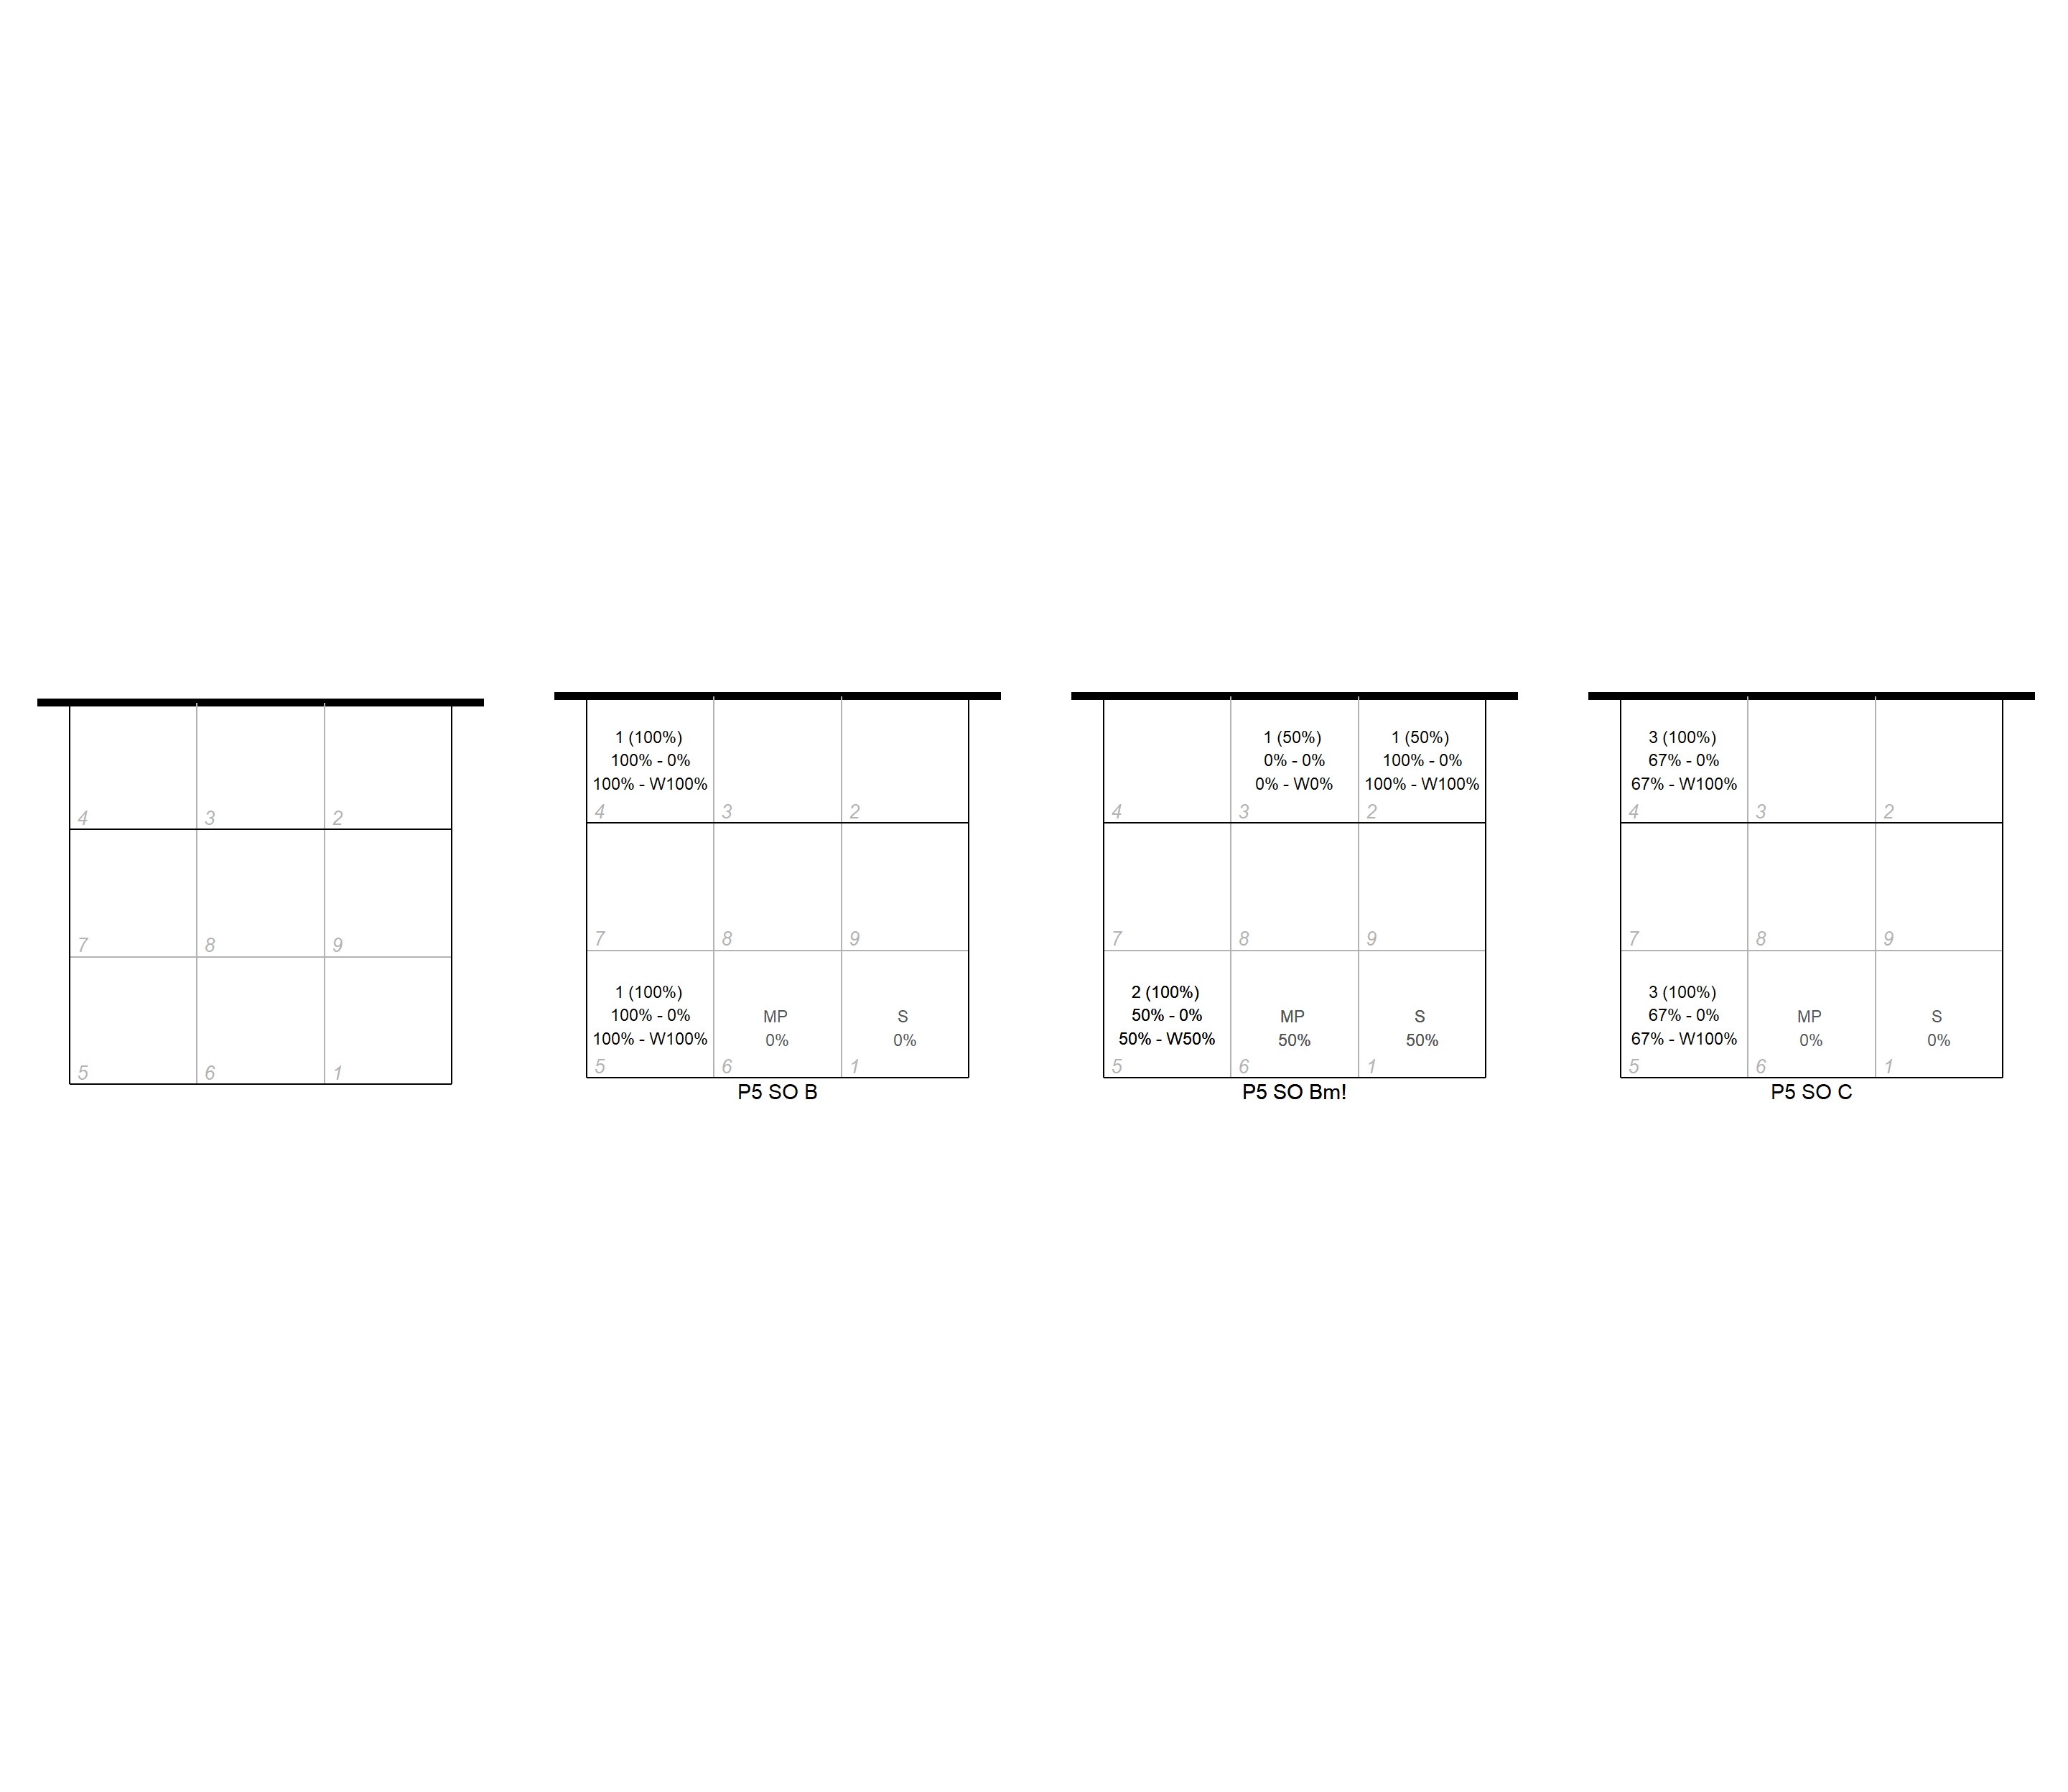 4 3 2
7 8 9
5 6 1
1 (100%)
100% - 0%
100% - W100%
4 3 2
7 8 9
1 (100%)
100% - 0%
100% - W100%
MP
0%
S
0%
5 6 1
P5 SO B
1 (50%)
0% - 0%
0% - W0%
1 (50%)
100% - 0%
100% - W100%
4 3 2
7 8 9
2 (100%)
50% - 0%
50% - W50%
MP
50%
S
50%
5 6 1
P5 SO Bm!
3 (100%)
67% - 0%
67% - W100%
4 3 2
7 8 9
3 (100%)
67% - 0%
67% - W100%
MP
0%
S
0%
5 6 1
P5 SO C